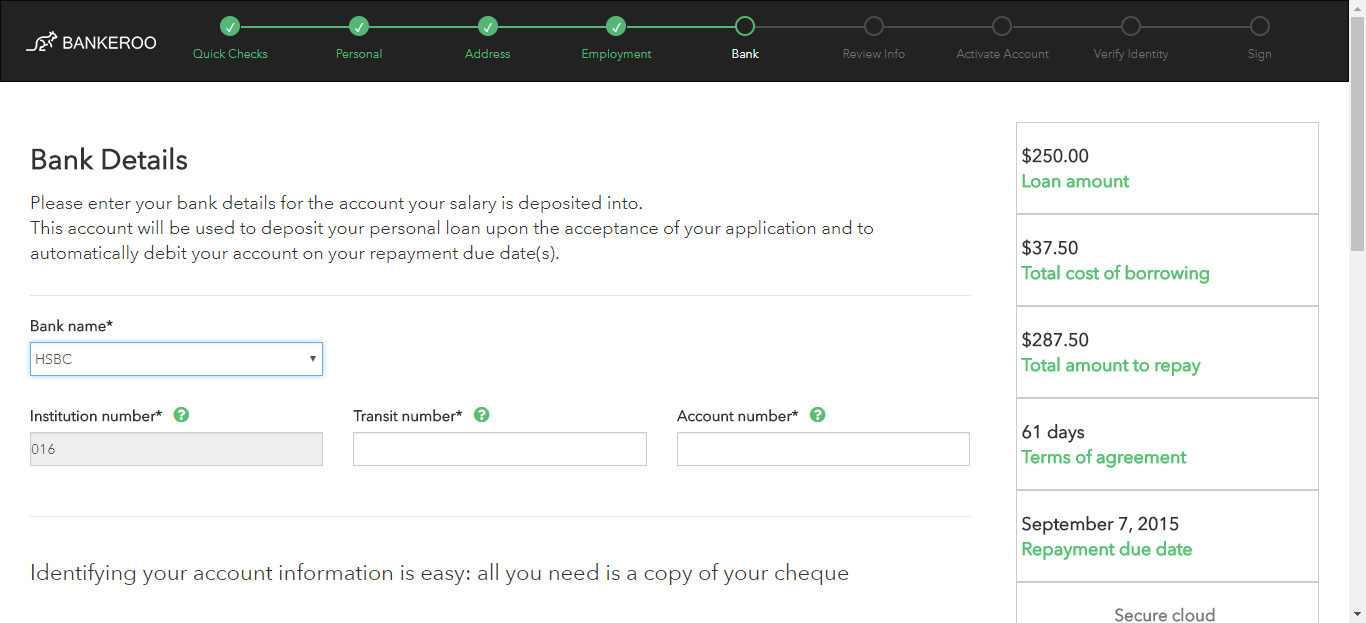 BANKEROO
Quick Checks
Personal
Address
Employment
Bank
Review Info
Activate Account
Verify Identity
Sign
Bank Details
Please enter your bank details for the account your salary is deposited into.
This account will be used to deposit your personal loan upon the acceptance of your application and to
automatically debit your account on your repayment due date(s).
Bank name*
HSBC
Institution number* ?
016
Transit number* ?
Account number* ?
Identifying your account information is easy: all you need is a copy of your cheque
$250.00
Loan amount
$37.50
Total cost of borrowing
$287.50
Total amount to repay
61 days
Terms of agreement
September 7, 2015
Repayment due date
Secure cloud